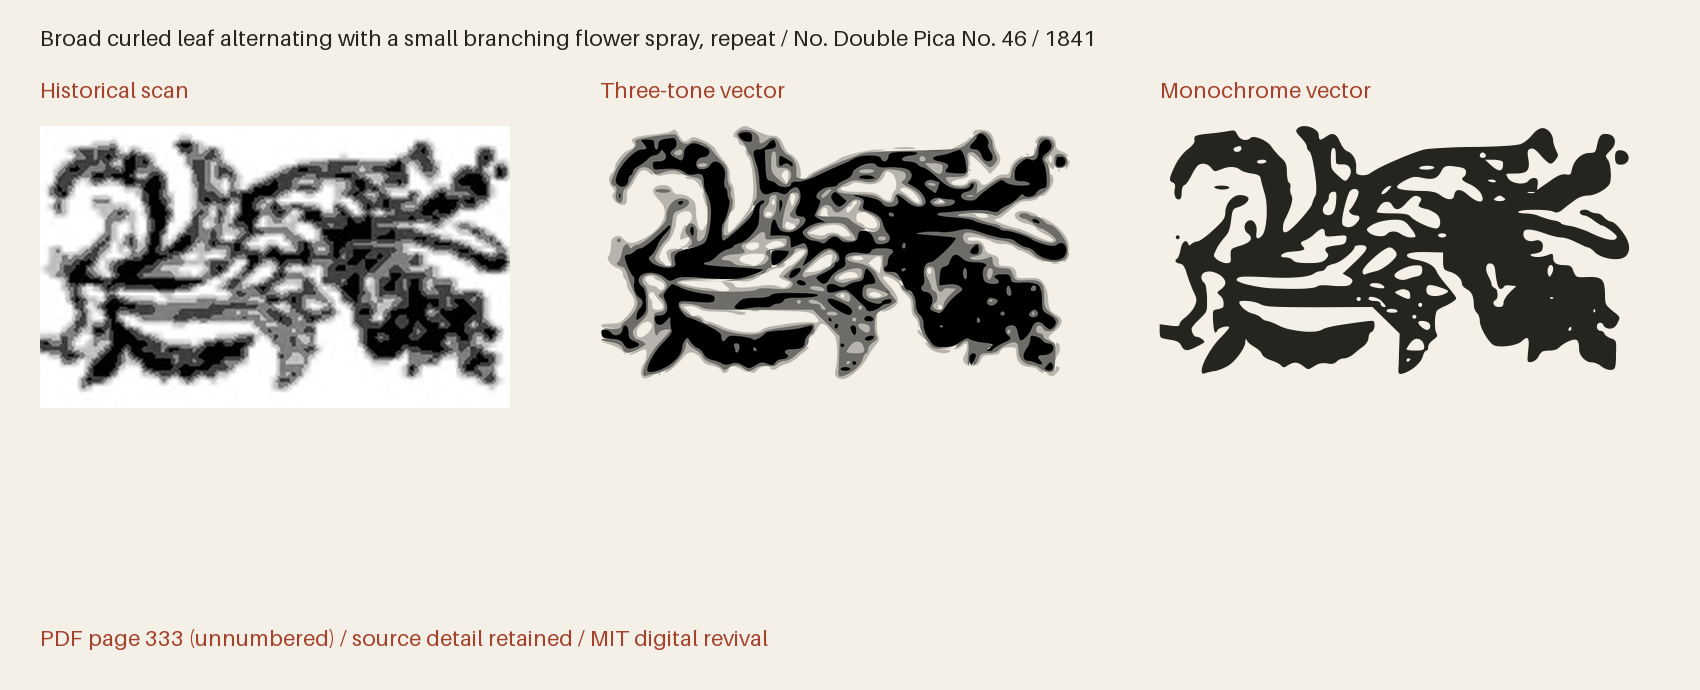 Broad curled leaf alternating with a small branching flower spray, repeat / No. Double Pica No. 46 / 1841
Historical scan
Three-tone vector
Monochrome vector
PDF page 333 (unnumbered) / source detail retained / MIT digital revival